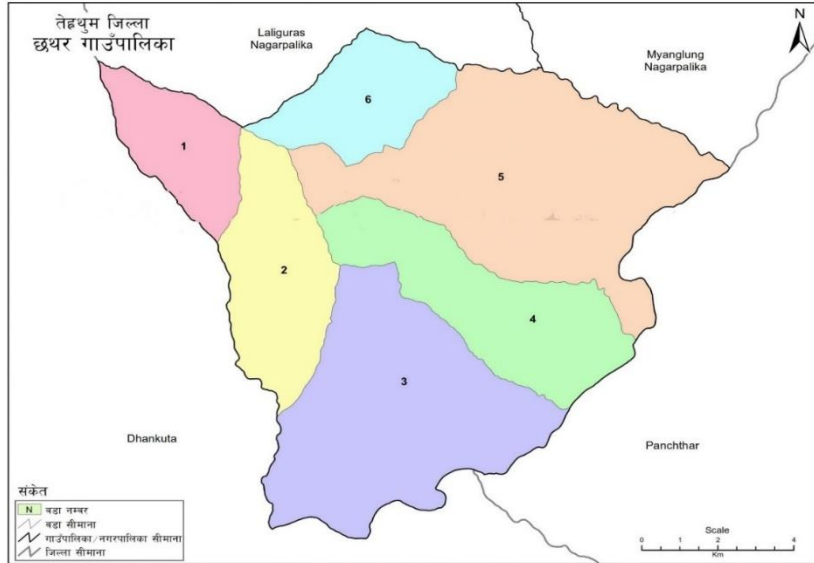 तेह्रथुम जिल्ला
छथर गाउँपालिका
Laliguras
Nagarpalika
N
Myanglung
Nagarpalika
6
1
5
2
4
3
Dhankuta
Panchthar
संकेत
N वडा नम्बर
वडा सीमाना
गाउँपालिका/नगरपालिका सीमाना
जिल्ला सीमाना
Scale
0 1 2 4
Km